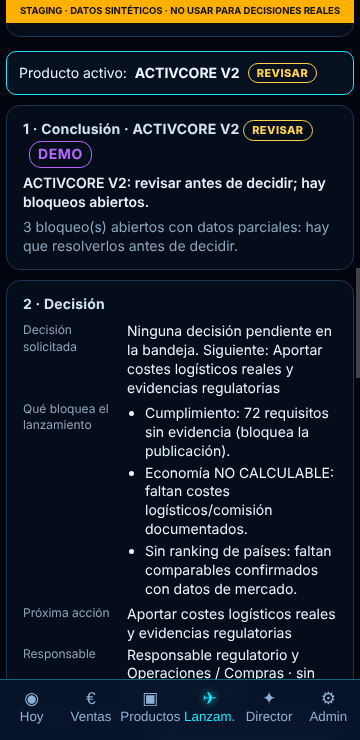 STAGING · DATOS SINTÉTICOS · NO USAR PARA DECISIONES REALES
Producto activo: ACTIVCORE V2 REVISAR
1 · Conclusión · ACTIVCORE V2 REVISAR
DEMO
ACTIVCORE V2: revisar antes de decidir; hay
bloqueos abiertos.
3 bloqueo(s) abiertos con datos parciales: hay
que resolverlos antes de decidir.
2 · Decisión
Decisión
solicitada
Ninguna decisión pendiente en
la bandeja. Siguiente: Aportar
costes logísticos reales y
evidencias regulatorias
Qué bloquea el
lanzamiento
• Cumplimiento: 72 requisitos
sin evidencia (bloquea la
publicación).
• Economía NO CALCULABLE:
faltan costes
logísticos/comisión
documentados.
• Sin ranking de países: faltan
comparables confirmados
con datos de mercado.
Próxima acción
Aportar costes logísticos reales
y evidencias regulatorias
Responsable
Responsable regulatorio y
Operaciones / Compras · sin
Hoy
€
Ventas
Productos
Lanzam.
Director
Admin